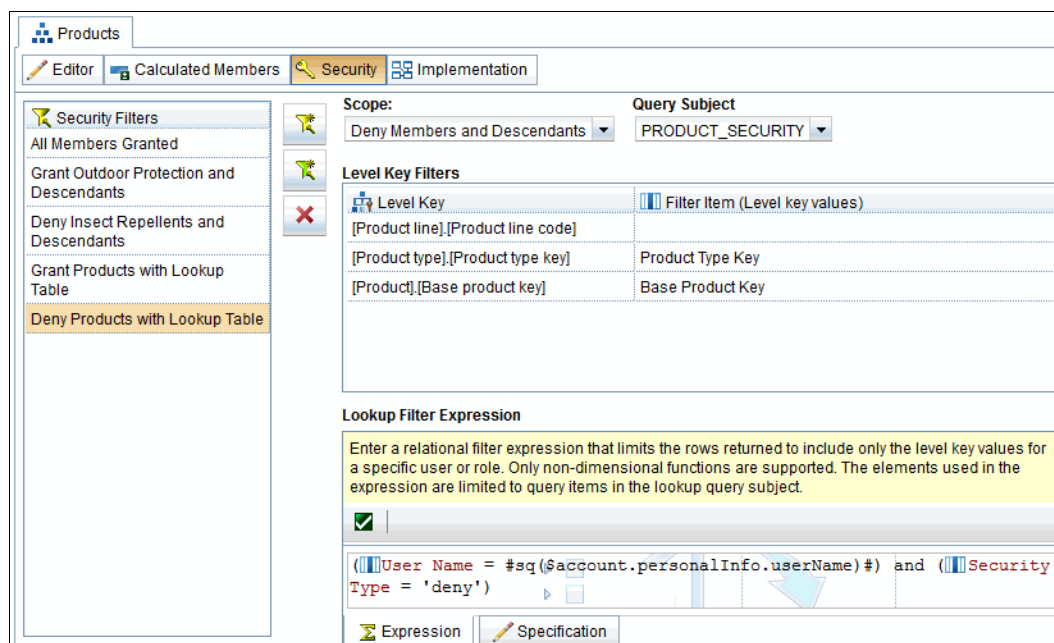 Products
Editor
Calculated Members
Security
Implementation
Security Filters
All Members Granted
Grant Outdoor Protection and
Descendants
Deny Insect Repellents and
Descendants
Grant Products with Lookup
Table
Deny Products with Lookup Table
Scope:
Query Subject
Deny Members and Descendants
PRODUCT_SECURITY
Level Key Filters
Level Key
Filter Item (Level key values)
[Product line].[Product line code]
[Product type].[Product type key]
Product Type Key
[Product].[Base product key]
Base Product Key
Lookup Filter Expression
Enter a relational filter expression that limits the rows returned to include only the level key values for
a specific user or role. Only non-dimensional functions are supported. The elements used in the
expression are limited to query items in the lookup query subject.
(User Name = #sq($account.personalInfo.userName)#) and (Security
Type = 'deny')
Expression
Specification